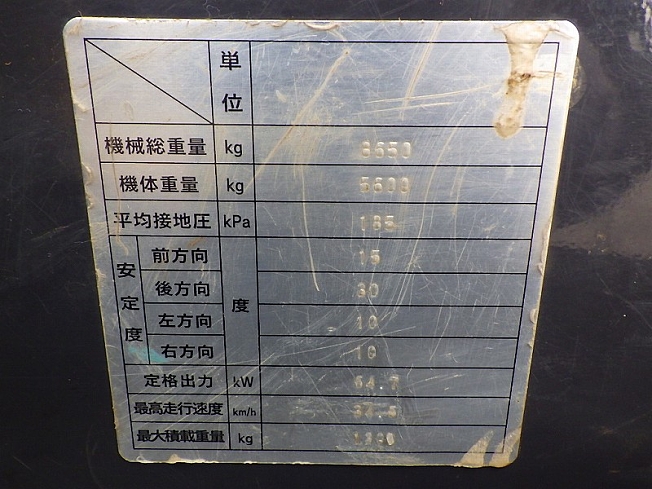 単
位
機械総重量 kg
機体重量 kg
平均接地圧 kPa 185
安定度 度
前方向 15
後方向 30
左方向 10
右方向 10
定格出力 kW
最高走行速度 km/h
最大積載重量 kg